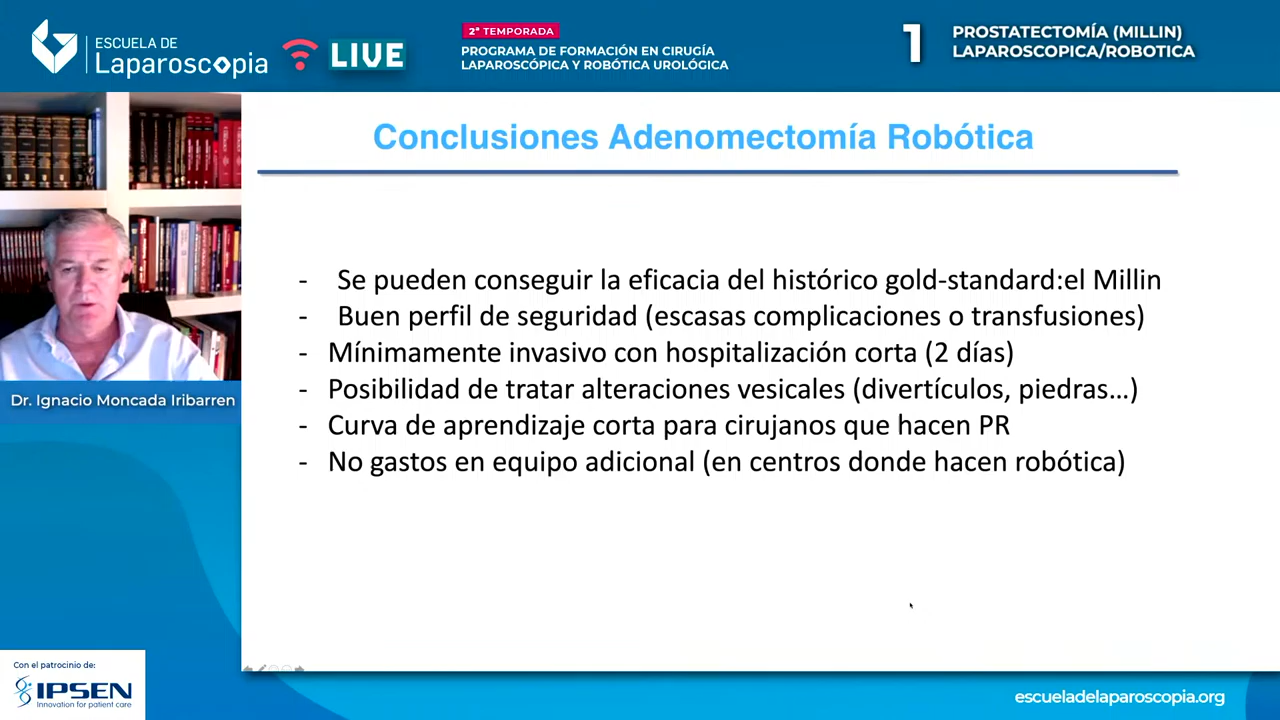 ESCUELA DE
Laparoscopia
LIVE
2ª TEMPORADA
PROGRAMA DE FORMACIÓN EN CIRUGÍA
LAPAROSCÓPICA Y ROBÓTICA UROLÓGICA
1
PROSTATECTOMÍA (MILLIN)
LAPAROSCOPICA/ROBOTICA
Conclusiones Adenomectomía Robótica
- Se pueden conseguir la eficacia del histórico gold-standard:el Millin
- Buen perfil de seguridad (escasas complicaciones o transfusiones)
- Mínimamente invasivo con hospitalización corta (2 días)
- Posibilidad de tratar alteraciones vesicales (divertículos, piedras...)
- Curva de aprendizaje corta para cirujanos que hacen PR
- No gastos en equipo adicional (en centros donde hacen robótica)
Dr. Ignacio Moncada Iribarren
Con el patrocinio de:
IPSEN
Innovation for patient care
escueladelaparoscopia.org